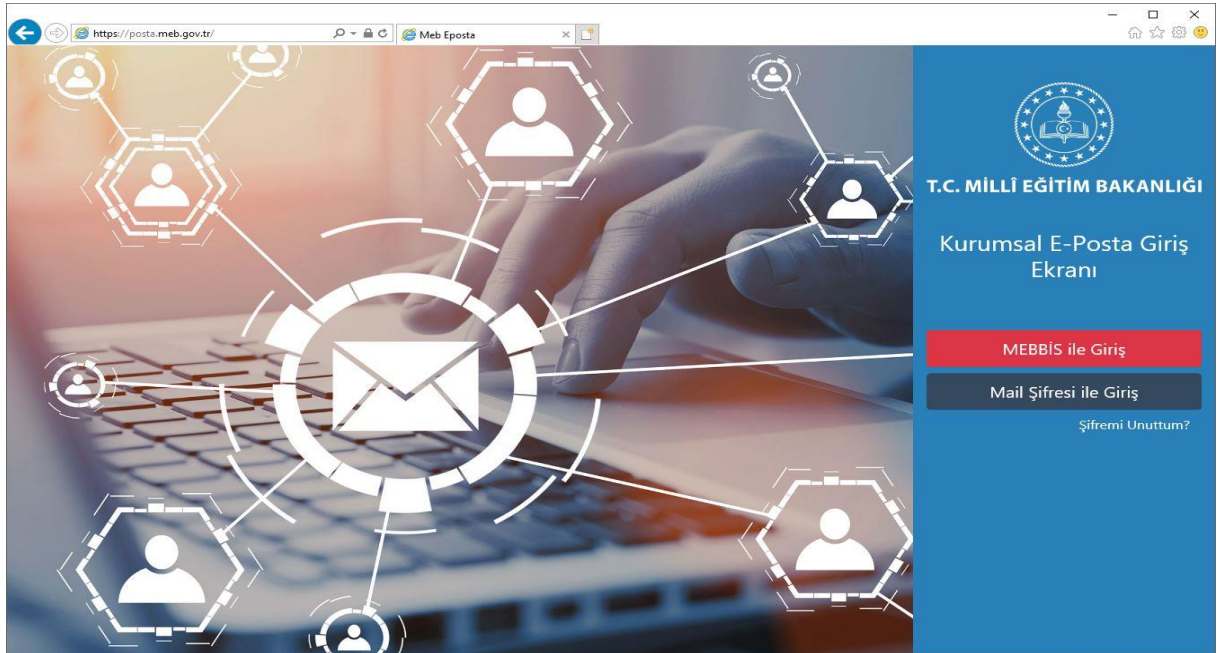 https://posta.meb.gov.tr/
Meb Eposta
T.C. MİLLÎ EĞİTİM BAKANLIĞI
Kurumsal E-Posta Giriş
Ekranı
MEBBİS ile Giriş
Mail Şifresi ile Giriş
Şifremi Unuttum?